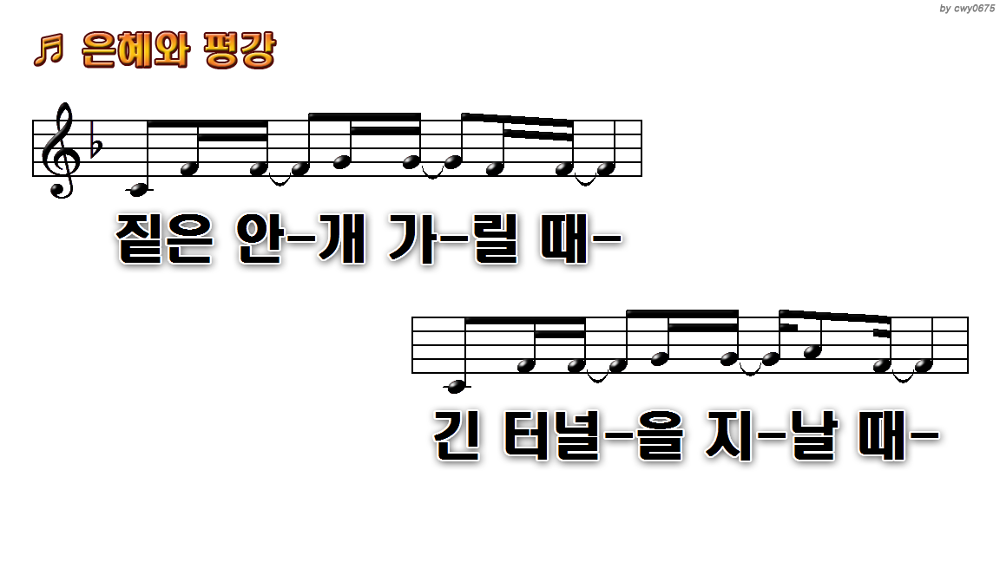 by cwy0675
♬ 은혜와 평강
짙은 안-개 가-릴 때-
긴 터널-을 지-날 때-